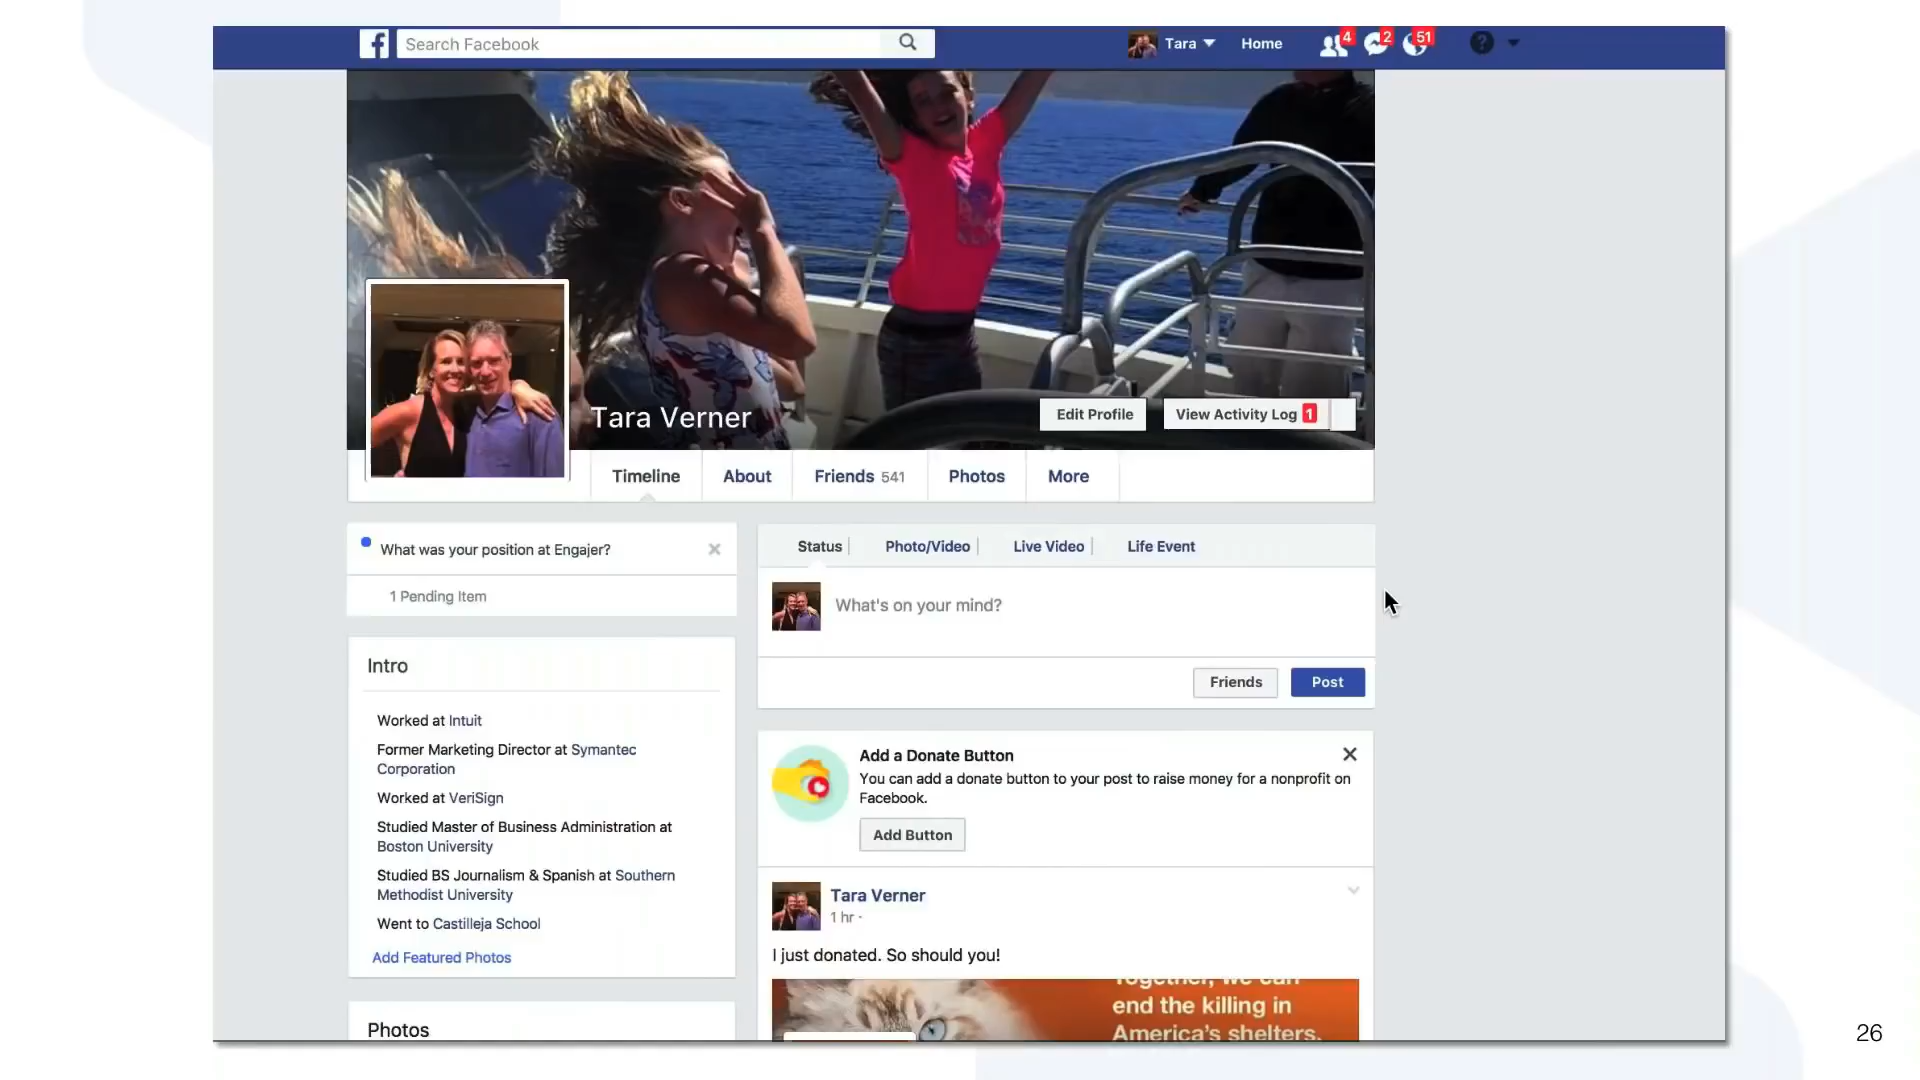 Search Facebook
Tara
Home
4
2
51
?
Tara Verner
Edit Profile
View Activity Log 1
Timeline
About
Friends 541
Photos
More
What was your position at Engajer?
1 Pending Item
Intro
Worked at Intuit
Former Marketing Director at Symantec
Corporation
Worked at VeriSign
Studied Master of Business Administration at
Boston University
Studied BS Journalism & Spanish at Southern
Methodist University
Went to Castilleja School
Add Featured Photos
Photos
Status
Photo/Video
Live Video
Life Event
What's on your mind?
Friends
Post
Add a Donate Button
You can add a donate button to your post to raise money for a nonprofit on
Facebook.
Add Button
Tara Verner
1 hr ·
I just donated. So should you!
Together, we can
end the killing in
America's shelters.
26